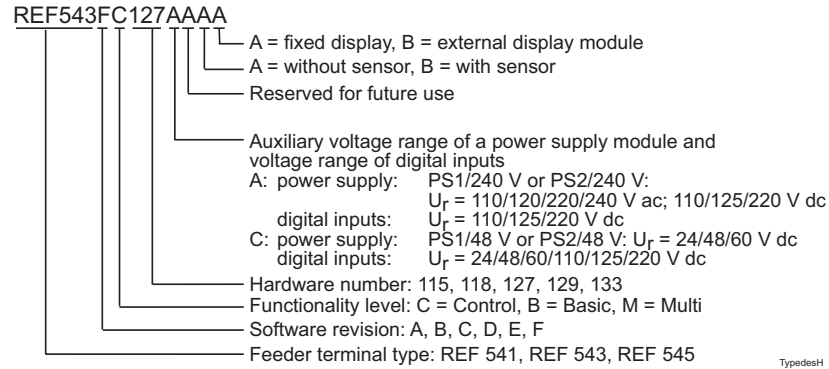 REF543FC127AAAA
A = fixed display, B = external display module
A = without sensor, B = with sensor
Reserved for future use
Auxiliary voltage range of a power supply module and
voltage range of digital inputs
A: power supply: PS1/240 V or PS2/240 V:
Ur = 110/120/220/240 V ac; 110/125/220 V dc
digital inputs: Ur = 110/125/220 V dc
C: power supply: PS1/48 V or PS2/48 V: Ur = 24/48/60 V dc
digital inputs: Ur = 24/48/60/110/125/220 V dc
Hardware number: 115, 118, 127, 129, 133
Functionality level: C = Control, B = Basic, M = Multi
Software revision: A, B, C, D, E, F
Feeder terminal type: REF 541, REF 543, REF 545
TypedesH